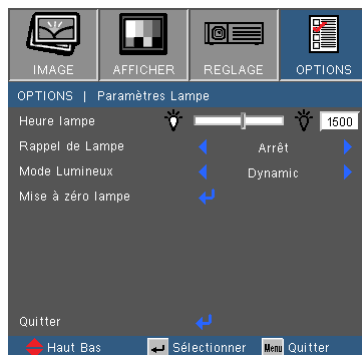 IMAGE AFFICHER REGLAGE OPTIONS
OPTIONS | Paramètres Lampe
Heure lampe 1500
Rappel de Lampe Arrêt
Mode Lumineux Dynamic
Mise à zéro lampe
Quitter
Haut Bas Sélectionner Menu Quitter